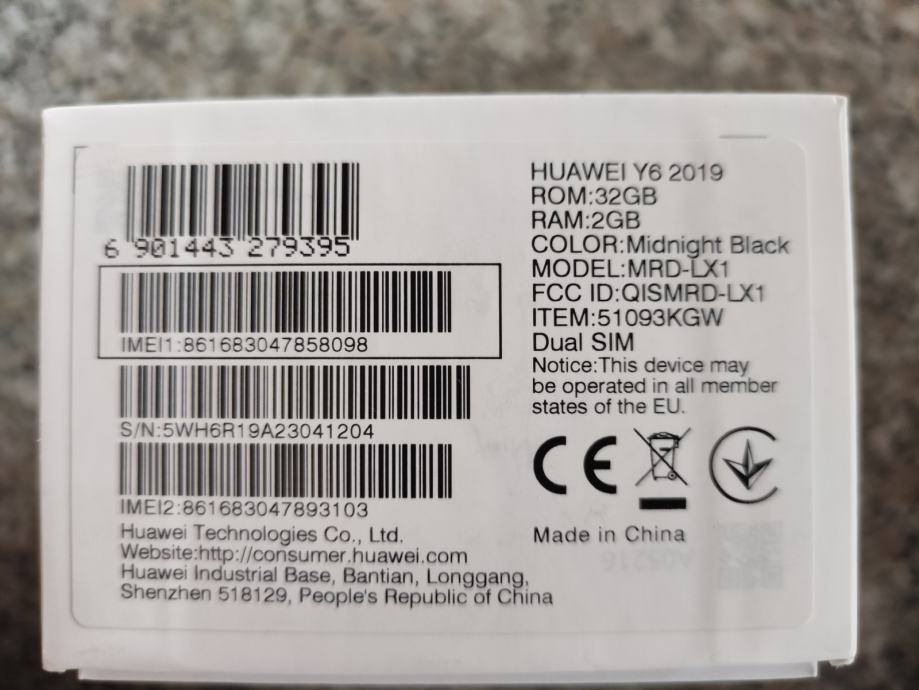 6 901443 279395
IMEI1:861683047858098
S/N:5WH6R19A23041204
IMEI2:861683047893103
Huawei Technologies Co., Ltd.
Website:http://consumer.huawei.com
Huawei Industrial Base, Bantian, Longgang,
Shenzhen 518129, People's Republic of China
HUAWEI Y6 2019
ROM:32GB
RAM:2GB
COLOR:Midnight Black
MODEL:MRD-LX1
FCC ID:QISMRD-LX1
ITEM:51093KGW
Dual SIM
Notice:This device may
be operated in all member
states of the EU.
CE
Made in China